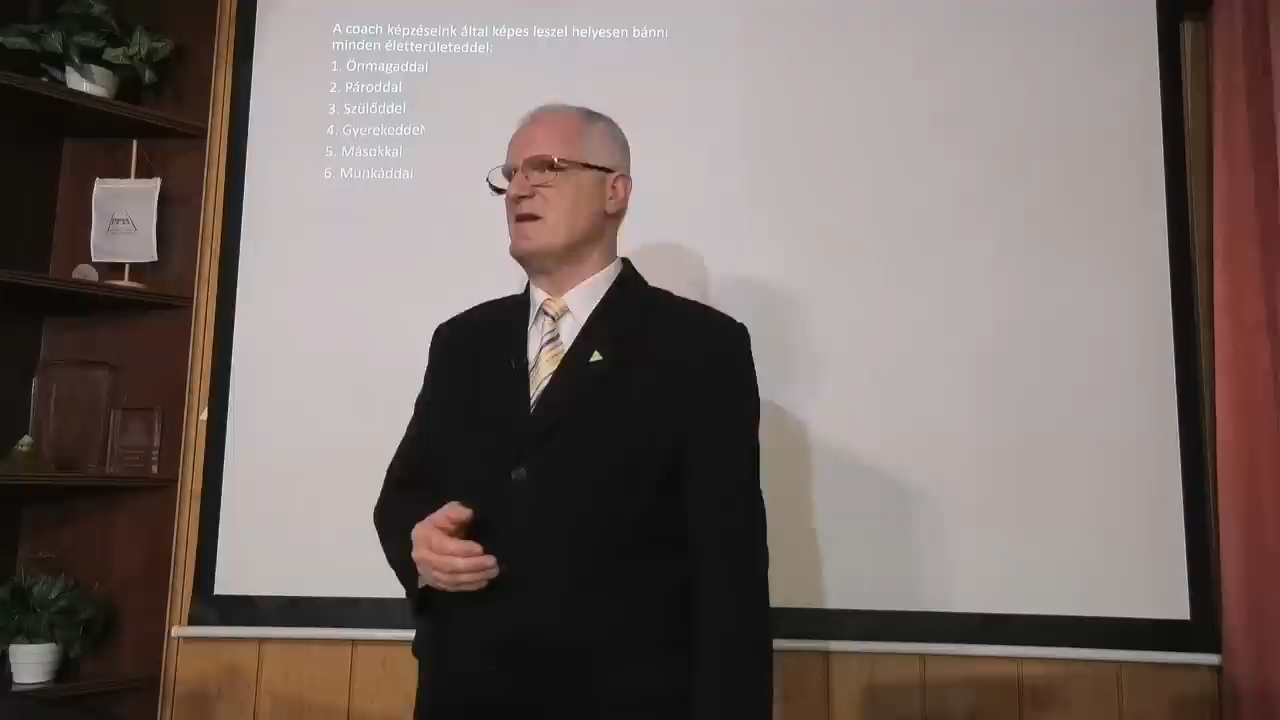 A coach képzéseink által képes leszel helyesen bánni
minden életterületeddel:
1. Önmagaddal
2. Pároddal
3. Szülőddel
4. Gyerekeddel
5. Másokkal
6. Munkáddal